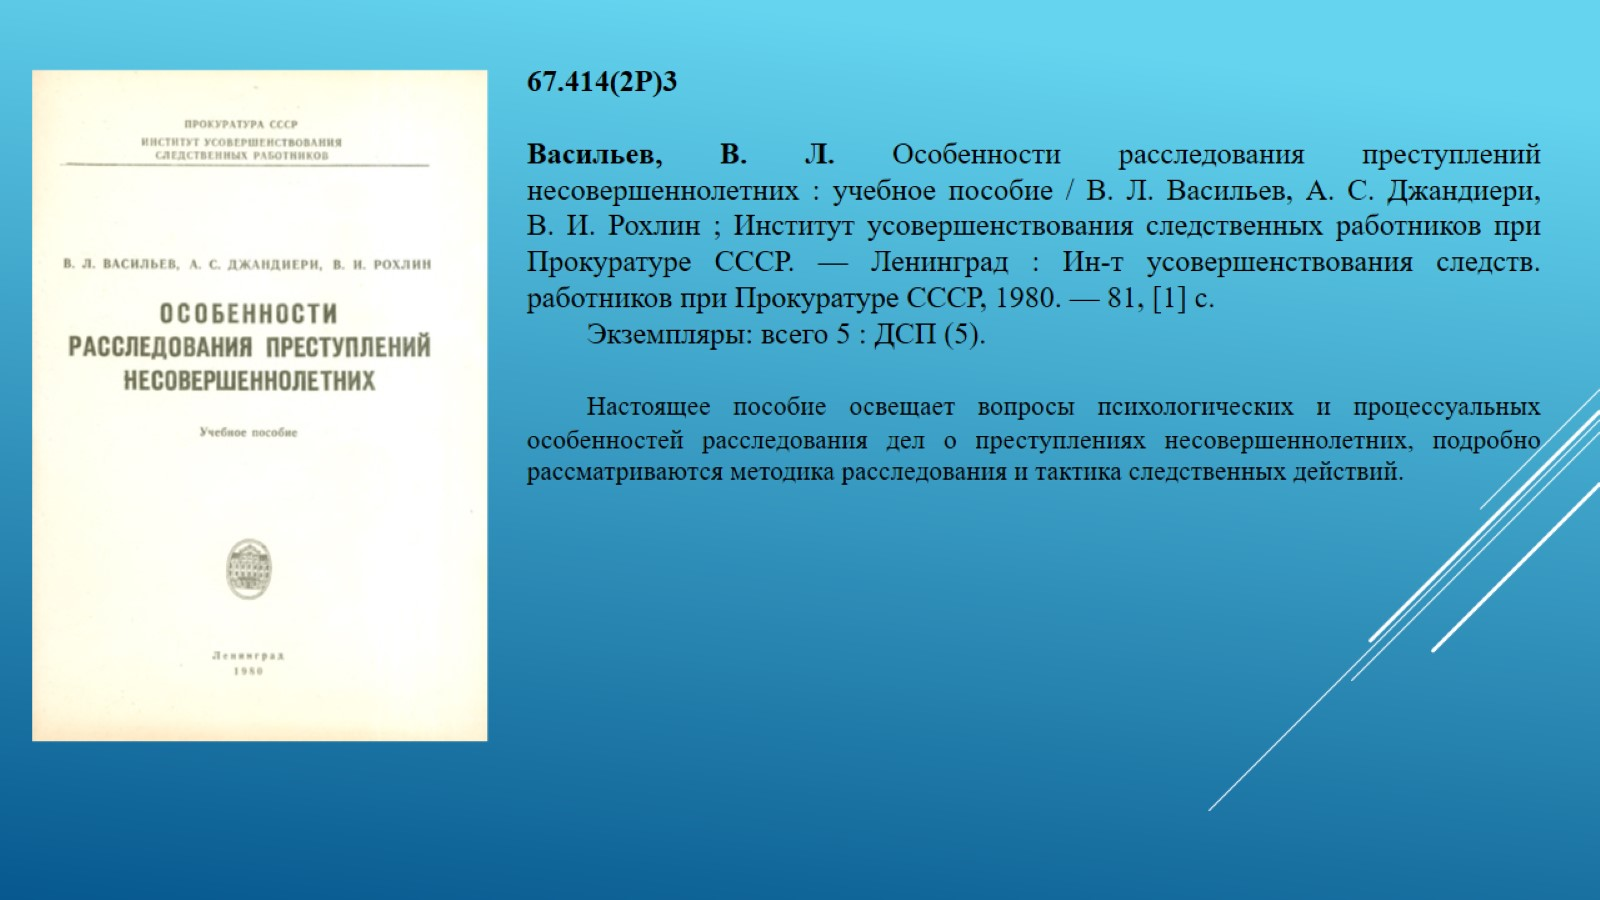 ПРОКУРАТУРА СССР
ИНСТИТУТ УСОВЕРШЕНСТВОВАНИЯ
СЛЕДСТВЕННЫХ РАБОТНИКОВ
В. Л. ВАСИЛЬЕВ, А. С. ДЖАНДИЕРИ, В. И. РОХЛИН
ОСОБЕННОСТИ
РАССЛЕДОВАНИЯ ПРЕСТУПЛЕНИЙ
НЕСОВЕРШЕННОЛЕТНИХ
Учебное пособие
Ленинград
1980
67.414(2Р)3
Васильев, В. Л. Особенности расследования преступлений
несовершеннолетних : учебное пособие / В. Л. Васильев, А. С. Джандиери,
В. И. Рохлин ; Институт усовершенствования следственных работников при
Прокуратуре СССР. — Ленинград : Ин-т усовершенствования следств.
работников при Прокуратуре СССР, 1980. — 81, [1] с.
Экземпляры: всего 5 : ДСП (5).
Настоящее пособие освещает вопросы психологических и процессуальных
особенностей расследования дел о преступлениях несовершеннолетних, подробно
рассматриваются методика расследования и тактика следственных действий.